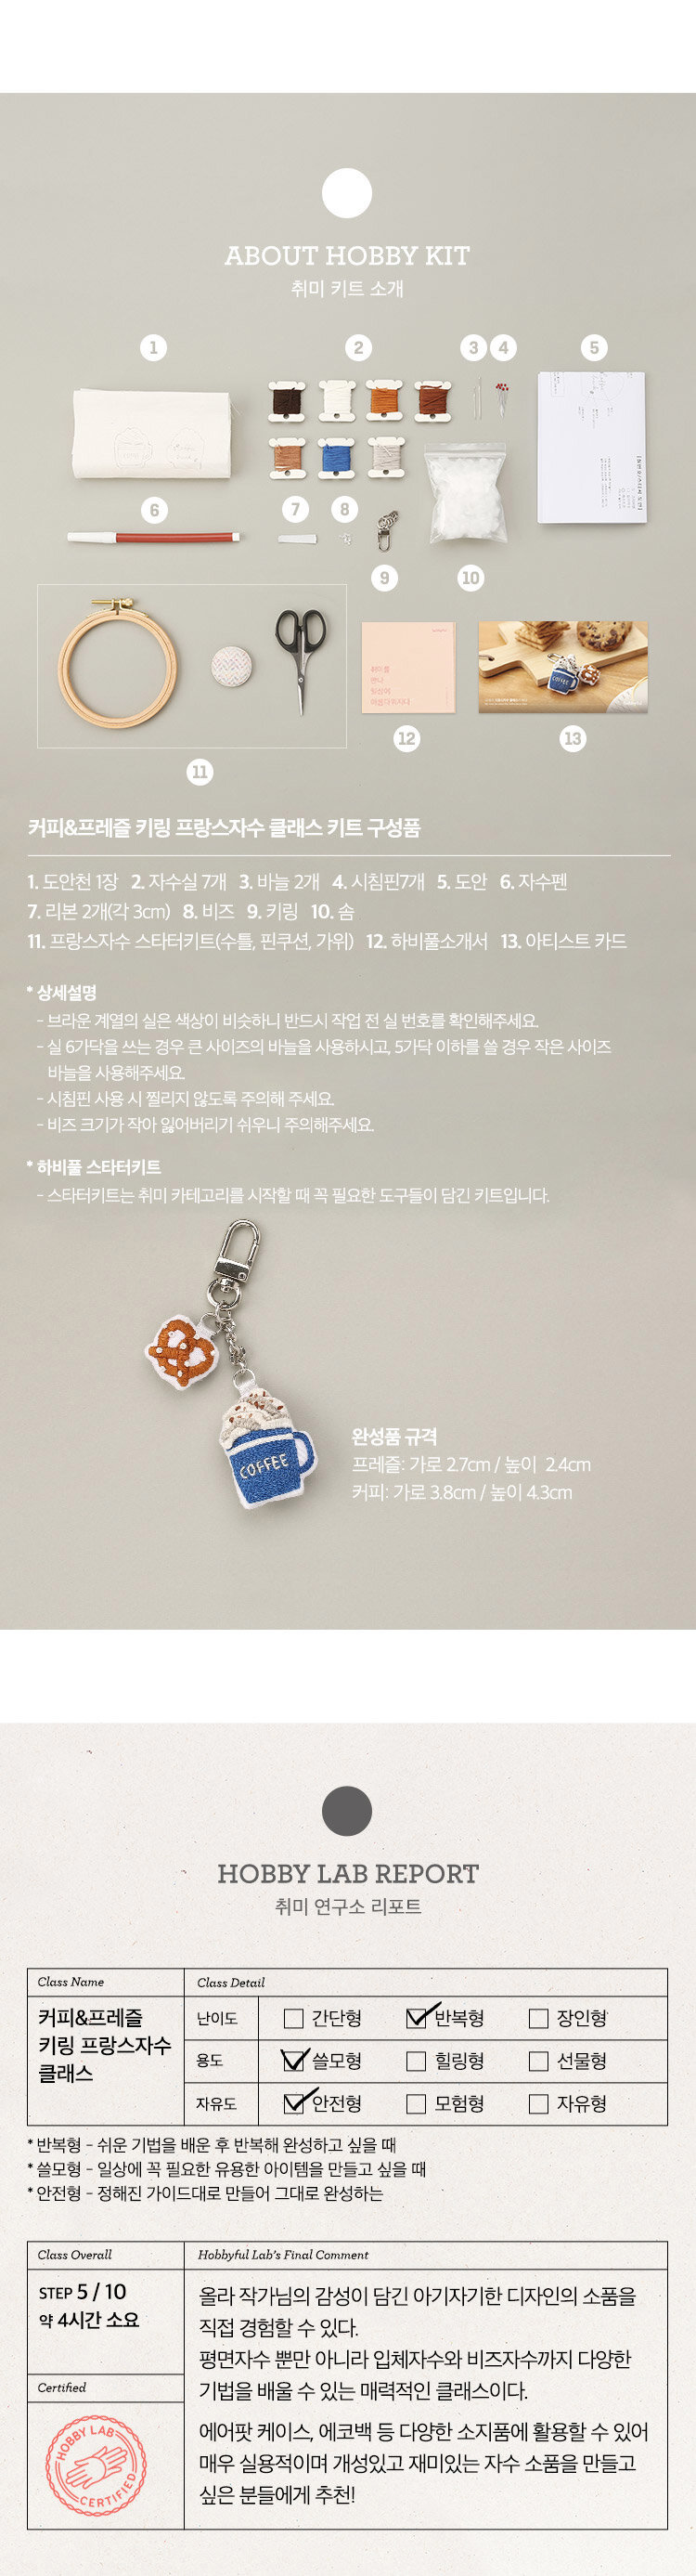 ABOUT HOBBY KIT
취미 키트 소개
1
2
3
4
5
6
7
8
9
10
COFFEE
11
12
13
커피&프레즐 키링 프랑스자수 클래스 키트 구성품
1. 도안천 1장 2. 자수실 7개 3. 바늘 2개 4. 시침핀7개 5. 도안 6. 자수펜
7. 리본 2개(각 3cm) 8. 비즈 9. 키링 10. 솜
11. 프랑스자수 스타터키트(수틀, 핀쿠션, 가위) 12. 하비풀소개서 13. 아티스트 카드
* 상세설명
- 브라운 계열의 실은 색상이 비슷하니 반드시 작업 전 실 번호를 확인해주세요.
- 실 6가닥을 쓰는 경우 큰 사이즈의 바늘을 사용하시고, 5가닥 이하를 쓸 경우 작은 사이즈
바늘을 사용해주세요.
- 시침핀 사용 시 찔리지 않도록 주의해 주세요.
- 비즈 크기가 작아 잃어버리기 쉬우니 주의해주세요.
* 하비풀 스타터키트
- 스타터키트는 취미 카테고리를 시작할 때 꼭 필요한 도구들이 담긴 키트입니다.
COFFEE
완성품 규격
프레즐: 가로 2.7cm / 높이 2.4cm
커피: 가로 3.8cm / 높이 4.3cm
HOBBY LAB REPORT
취미 연구소 리포트
Class Name
Class Detail
커피&프레즐
키링 프랑스자수
클래스
난이도 간단형 반복형 장인형
용도 쓸모형 힐링형 선물형
자유도 안전형 모험형 자유형
* 반복형 - 쉬운 기법을 배운 후 반복해 완성하고 싶을 때
* 쓸모형 - 일상에 꼭 필요한 유용한 아이템을 만들고 싶을 때
* 안전형 - 정해진 가이드대로 만들어 그대로 완성하는
Class Overall
Hobbyful Lab's Final Comment
STEP 5 / 10
약 4시간 소요
올라 작가님의 감성이 담긴 아기자기한 디자인의 소품을
직접 경험할 수 있다.
평면자수 뿐만 아니라 입체자수와 비즈자수까지 다양한
기법을 배울 수 있는 매력적인 클래스이다.
에어팟 케이스, 에코백 등 다양한 소지품에 활용할 수 있어
매우 실용적이며 개성있고 재미있는 자수 소품을 만들고
싶은 분들에게 추천!
Certified
HOBBY LAB
CERTIFIED